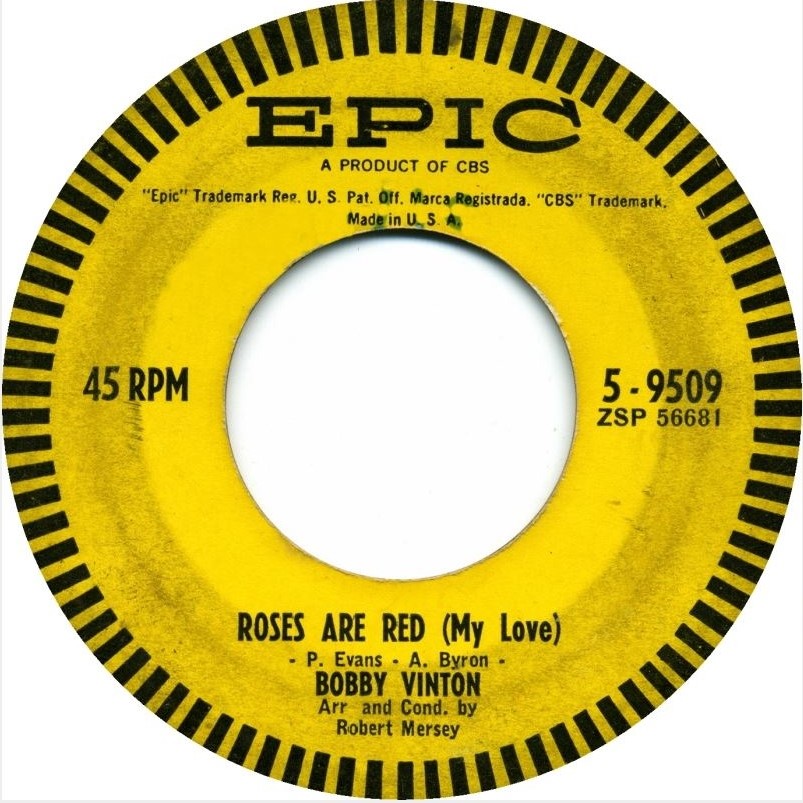 EPIC
A PRODUCT OF CBS
"Epic" Trademark Reg. U. S. Pat. Off. Marca Registrada. "CBS" Trademark.
Made in U. S. A.
45 RPM
5 - 9509
ZSP 56681
ROSES ARE RED (My Love)
- P. Evans - A. Byron -
BOBBY VINTON
Arr and Cond. by
Robert Mersey